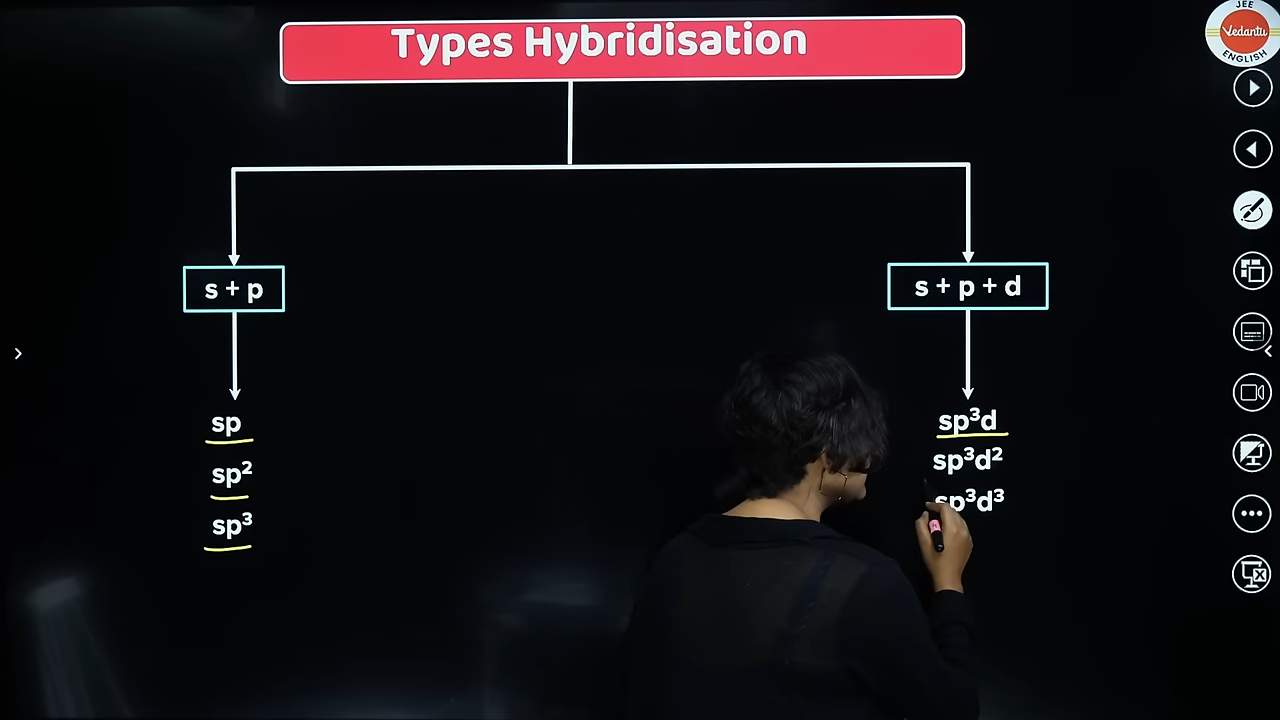 Types Hybridisation
JEE
Vedantu
ENGLISH
s + p
s + p + d
sp
sp²
sp³
sp³d
sp³d²
sp³d³